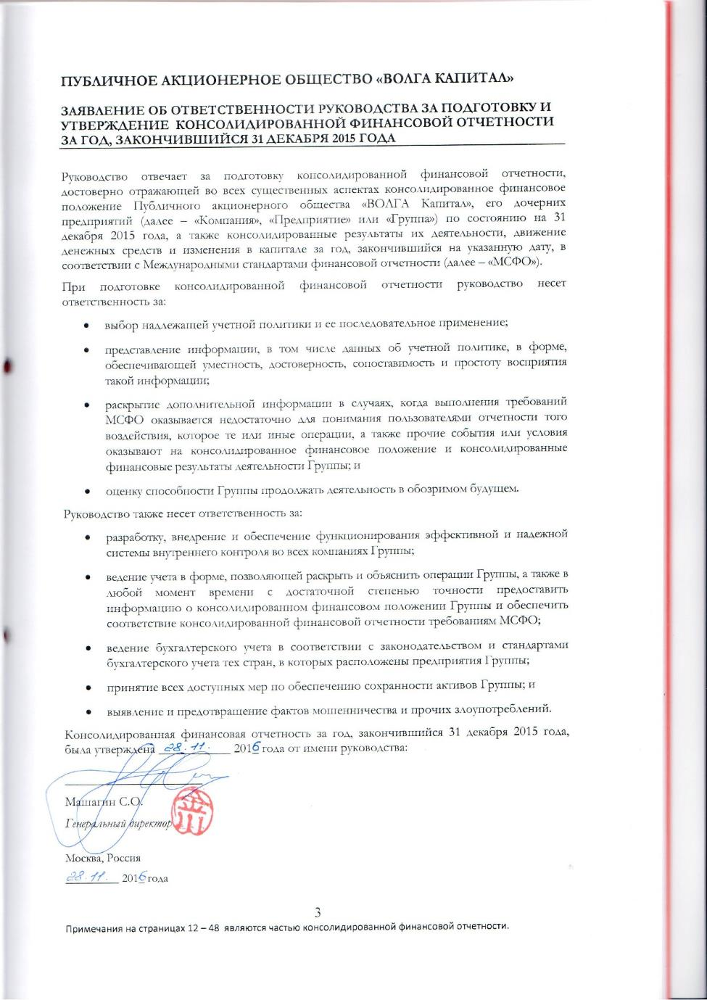 ПУБЛИЧНОЕ АКЦИОНЕРНОЕ ОБЩЕСТВО «ВОЛГА КАПИТАЛ»
ЗАЯВЛЕНИЕ ОБ ОТВЕТСТВЕННОСТИ РУКОВОДСТВА ЗА ПОДГОТОВКУ И
УТВЕРЖДЕНИЕ КОНСОЛИДИРОВАННОЙ ФИНАНСОВОЙ ОТЧЕТНОСТИ
ЗА ГОД, ЗАКОНЧИВШИЙСЯ 31 ДЕКАБРЯ 2015 ГОДА
Руководство отвечает за подготовку консолидированной финансовой отчетности,
достоверно отражающей во всех существенных аспектах консолидированное финансовое
положение Публичного акционерного общества «ВОЛГА Капитал», его дочерних
предприятий (далее – «Компания», «Предприятие» или «Группа») по состоянию на 31
декабря 2015 года, а также консолидированные результаты их деятельности, движение
денежных средств и изменения в капитале за год, закончившийся на указанную дату, в
соответствии с Международными стандартами финансовой отчетности (далее – «МСФО»).
При подготовке консолидированной финансовой отчетности руководство несет
ответственность за:
• выбор надлежащей учетной политики и ее последовательное применение;
• представление информации, в том числе данных об учетной политике, в форме,
обеспечивающей уместность, достоверность, сопоставимость и простоту восприятия
такой информации;
• раскрытие дополнительной информации в случаях, когда выполнения требований
МСФО оказывается недостаточно для понимания пользователями отчетности того
воздействия, которое те или иные операции, а также прочие события или условия
оказывают на консолидированное финансовое положение и консолидированные
финансовые результаты деятельности Группы; и
• оценку способности Группы продолжать деятельность в обозримом будущем.
Руководство также несет ответственность за:
• разработку, внедрение и обеспечение функционирования эффективной и надежной
системы внутреннего контроля во всех компаниях Группы;
• ведение учета в форме, позволяющей раскрыть и объяснить операции Группы, а также в
любой момент времени с достаточной степенью точности предоставить
информацию о консолидированном финансовом положении Группы и обеспечить
соответствие консолидированной финансовой отчетности требованиям МСФО;
• ведение бухгалтерского учета в соответствии с законодательством и стандартами
бухгалтерского учета тех стран, в которых расположены предприятия Группы;
• принятие всех доступных мер по обеспечению сохранности активов Группы; и
• выявление и предотвращение фактов мошенничества и прочих злоупотреблений.
Консолидированная финансовая отчетность за год, закончившийся 31 декабря 2015 года,
была утверждена 28.11. 2016 года от имени руководства:
Машагин С.О.
Генеральный директор
Москва, Россия
28.11. 2016 года
3
Примечания на страницах 12 – 48 являются частью консолидированной финансовой отчетности.